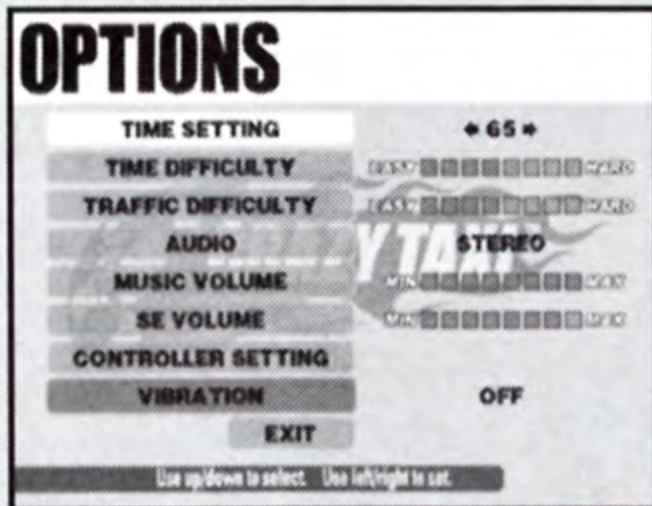 OPTIONS
TIME SETTING ← 65 →
TIME DIFFICULTY EASY HARD
TRAFFIC DIFFICULTY EASY HARD
AUDIO STEREO
MUSIC VOLUME MIN MAX
SE VOLUME MIN MAX
CONTROLLER SETTING
VIBRATION OFF
EXIT
Use up/down to select. Use left/right to set.